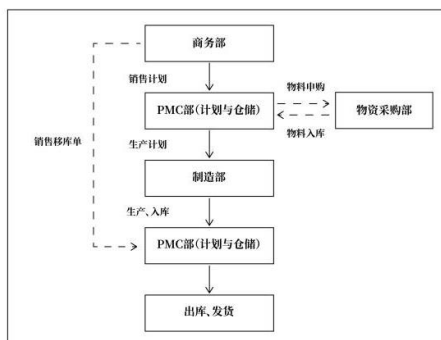 商务部
销售计划
物料申购
PMC部(计划与仓储)
物资采购部
物料入库
销售移库单
生产计划
制造部
生产、入库
PMC部(计划与仓储)
出库、发货